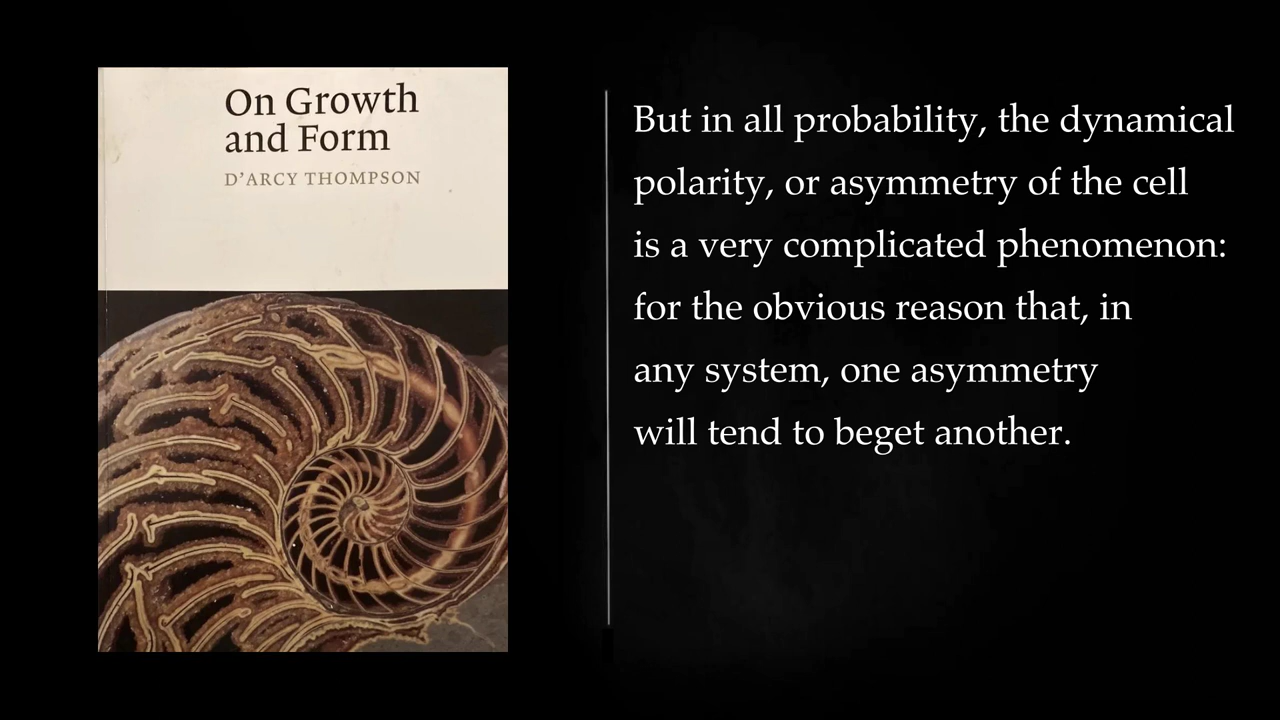 On Growth
and Form
D'ARCY THOMPSON
But in all probability, the dynamical
polarity, or asymmetry of the cell
is a very complicated phenomenon:
for the obvious reason that, in
any system, one asymmetry
will tend to beget another.